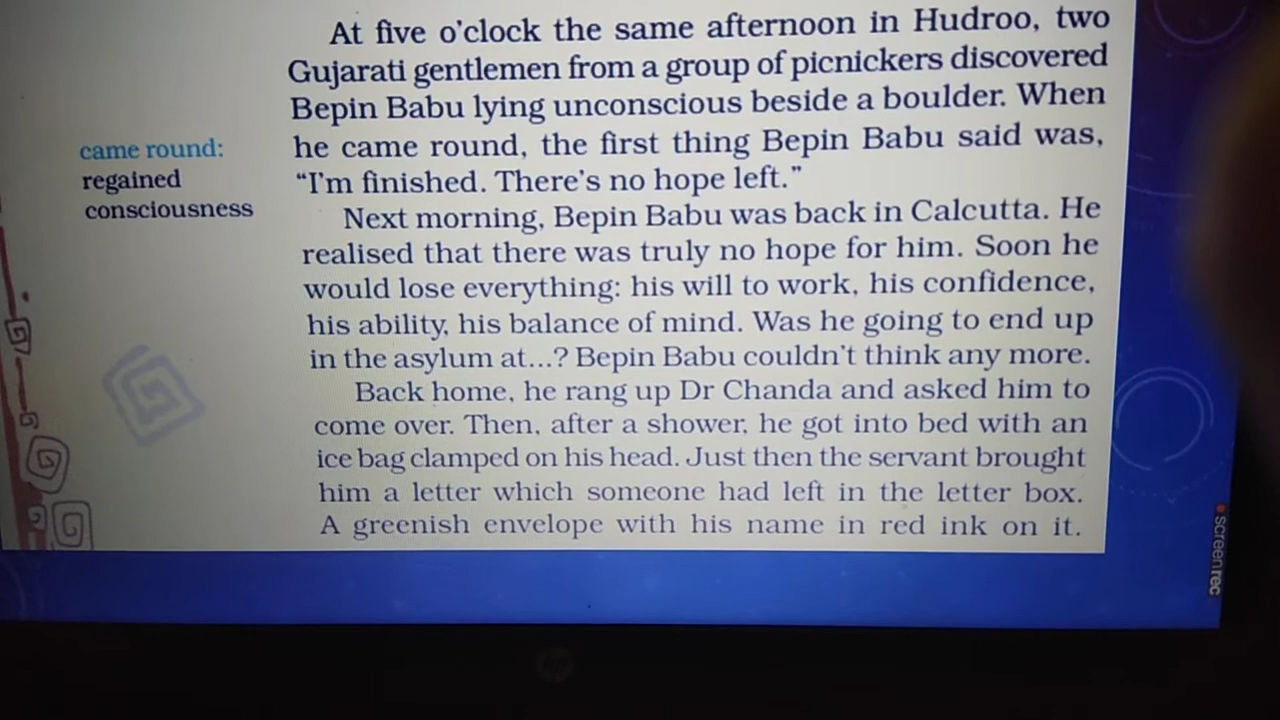 At five o’clock the same afternoon in Hudroo, two
Gujarati gentlemen from a group of picnickers discovered
Bepin Babu lying unconscious beside a boulder. When
he came round, the first thing Bepin Babu said was,
“I’m finished. There’s no hope left.”
came round:
regained
consciousness
Next morning, Bepin Babu was back in Calcutta. He
realised that there was truly no hope for him. Soon he
would lose everything: his will to work, his confidence,
his ability, his balance of mind. Was he going to end up
in the asylum at...? Bepin Babu couldn’t think any more.
Back home, he rang up Dr Chanda and asked him to
come over. Then, after a shower, he got into bed with an
ice bag clamped on his head. Just then the servant brought
him a letter which someone had left in the letter box.
A greenish envelope with his name in red ink on it.
screenrec
hp